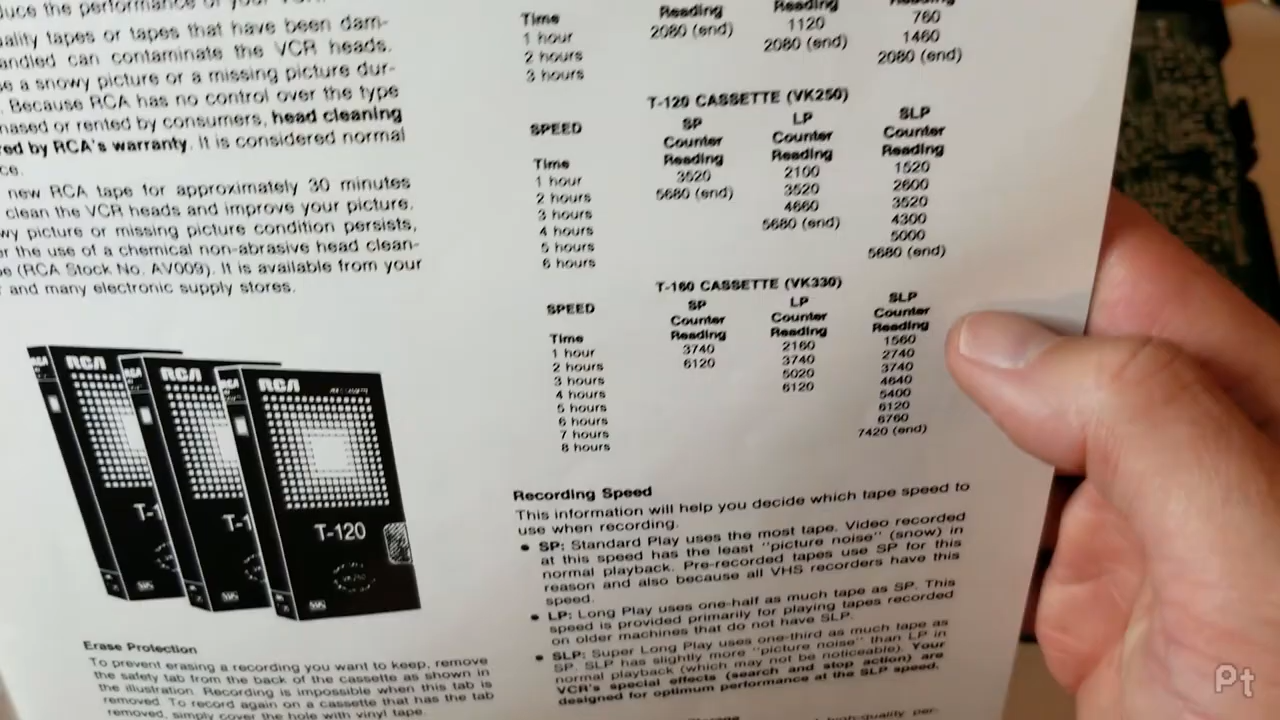 duce the performance of your VCR.
ality tapes or tapes that have been dam-
andled can contaminate the VCR heads.
e a snowy picture or a missing picture dur-
. Because RCA has no control over the type
hased or rented by consumers, head cleaning
red by RCA's warranty. It is considered normal
ce.
new RCA tape for approximately 30 minutes
clean the VCR heads and improve your picture.
wy picture or missing picture condition persists,
er the use of a chemical non-abrasive head clean-
pe (RCA Stock No. AV009). It is available from your
r and many electronic supply stores.
RCA
RCA
RCA
T-1
T-1
T-120
Erase Protection
To prevent erasing a recording you want to keep, remove
the safety tab from the back of the cassette as shown in
the illustration. Recording is impossible when this tab is
removed. To record again on a cassette that has the tab
removed, simply cover the hole with vinyl tape.
Time Reading Reading Reading
1 hour 2080 (end) 1120 760
2 hours 2080 (end) 1460
3 hours 2080 (end)
T-120 CASSETTE (VK250)
SPEED SP LP SLP
Counter Counter Counter
Time Reading Reading Reading
1 hour 3520 2100 1520
2 hours 5680 (end) 3520 2600
3 hours 4660 3520
4 hours 5680 (end) 4300
5 hours 5000
6 hours 5680 (end)
T-160 CASSETTE (VK330)
SPEED SP LP SLP
Counter Counter Counter
Time Reading Reading Reading
1 hour 3740 2160 1560
2 hours 6120 3740 2740
3 hours 5020 3740
4 hours 6120 4640
5 hours 5400
6 hours 6120
7 hours 6760
8 hours 7420 (end)
Recording Speed
This information will help you decide which tape speed to
use when recording.
• SP: Standard Play uses the most tape. Video recorded
at this speed has the least "picture noise" (snow) in
normal playback. Pre-recorded tapes use SP for this
reason and also because all VHS recorders have this
speed.
• LP: Long Play uses one-half as much tape as SP. This
speed is provided primarily for playing tapes recorded
on older machines that do not have SLP.
• SLP: Super Long Play uses one-third as much tape as
SP. SLP has slightly more "picture noise" than LP in
normal playback (which may not be noticeable). Your
VCR's special effects (search and stop action) are
designed for optimum performance at the SLP speed.
Pt